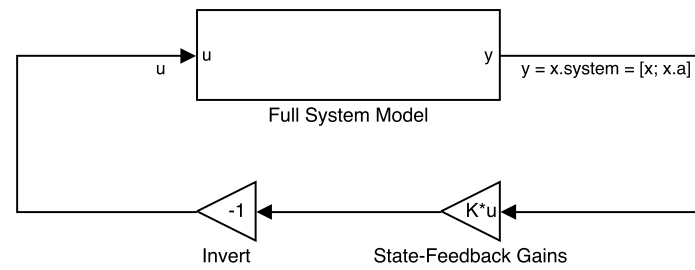 u
u
y
y = x.system = [x; x.a]
Full System Model
-1
K*u
Invert
State-Feedback Gains